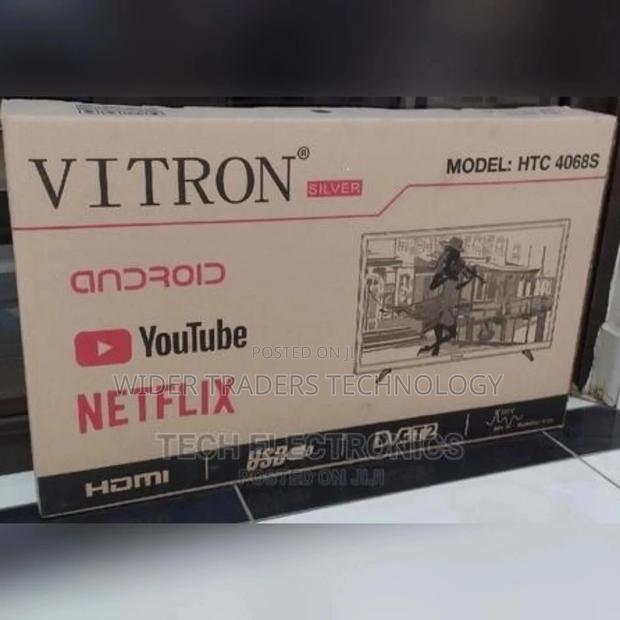 VITRON®
SILVER
MODEL: HTC 4068S
ANDROID
YouTube
POSTED ON JIJI
WIDER TRADERS TECHNOLOGY
NETFLIX
TECH ELECTRONICS
HDMI
USB
DVB-T2
POSTED ON JIJI